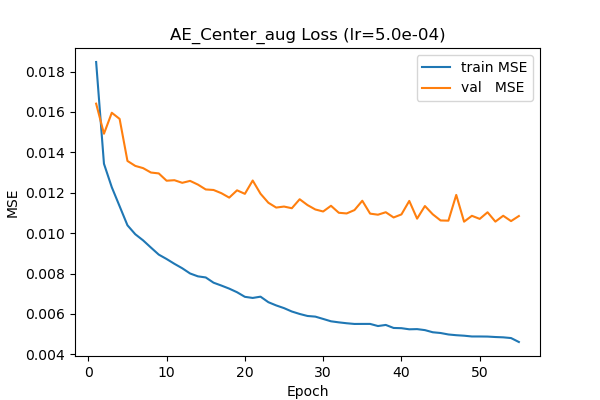 AE_Center_aug Loss (lr=5.0e-04)
train MSE
val MSE
0.018
0.016
0.014
0.012
0.010
0.008
0.006
0.004
MSE
0 10 20 30 40 50
Epoch